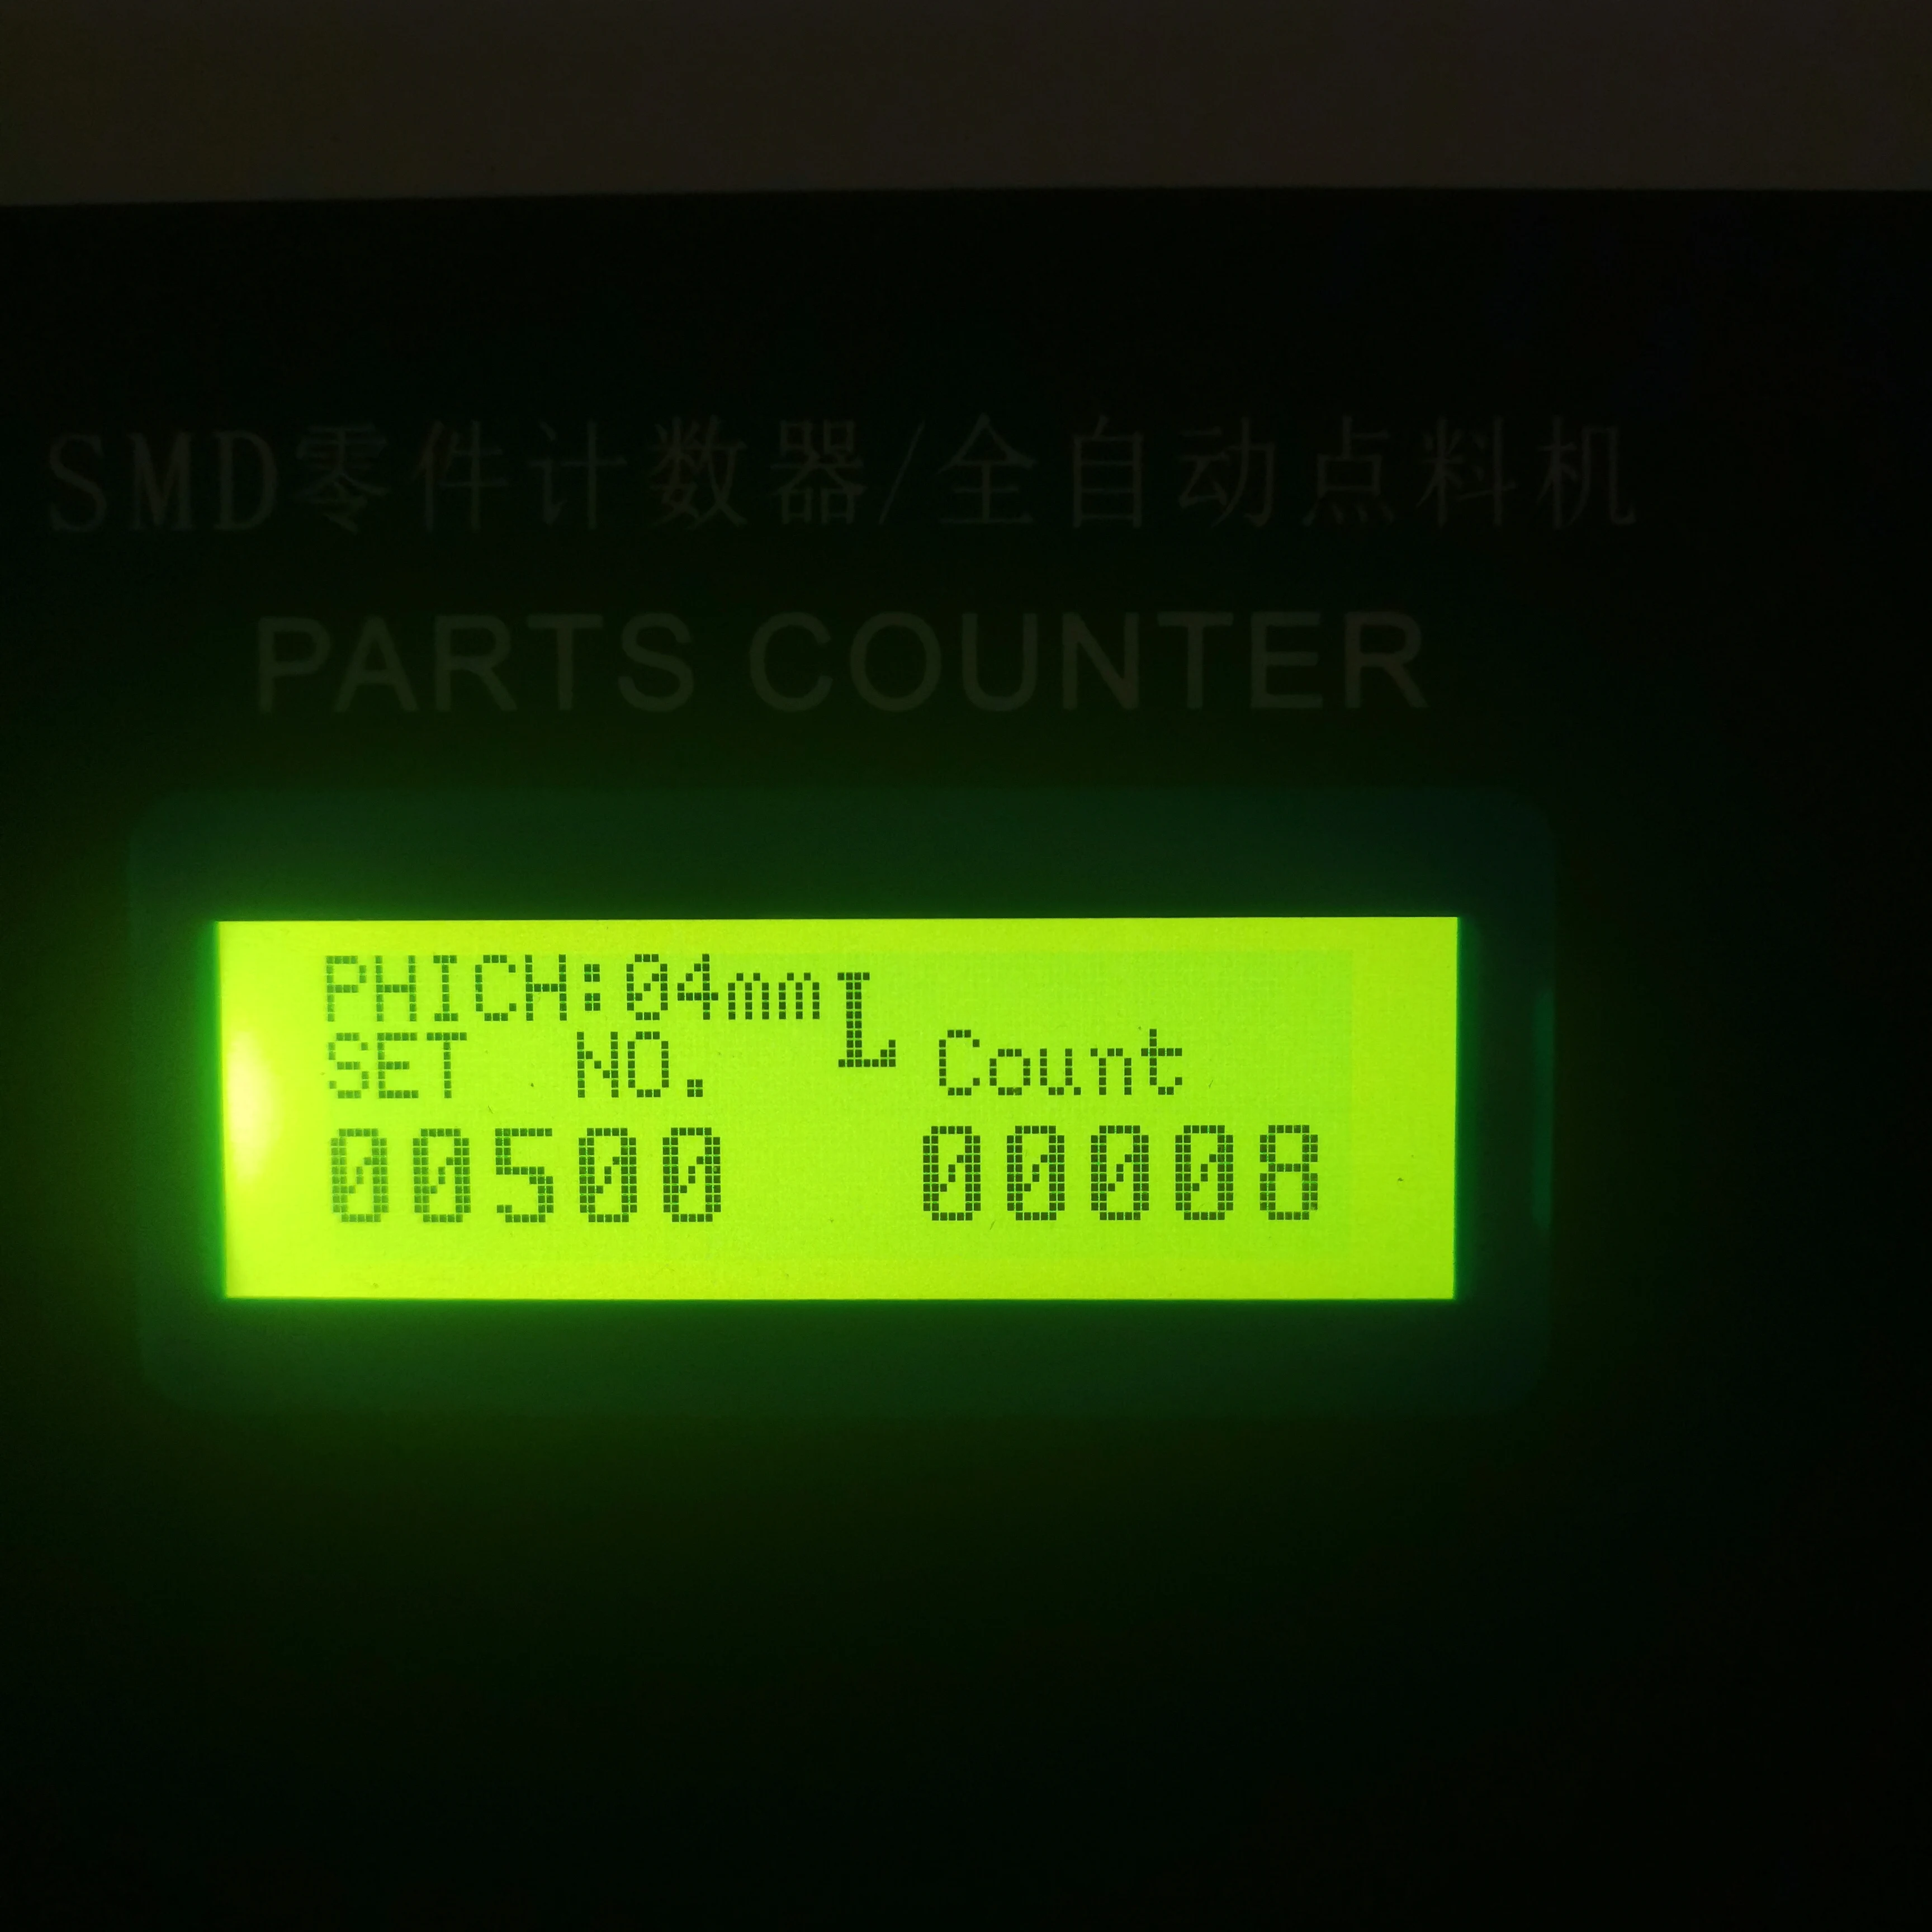 SMD零件计数器/全自动点料机
PARTS COUNTER
PHICH:04mm L
SET NO. Count
00500 00008